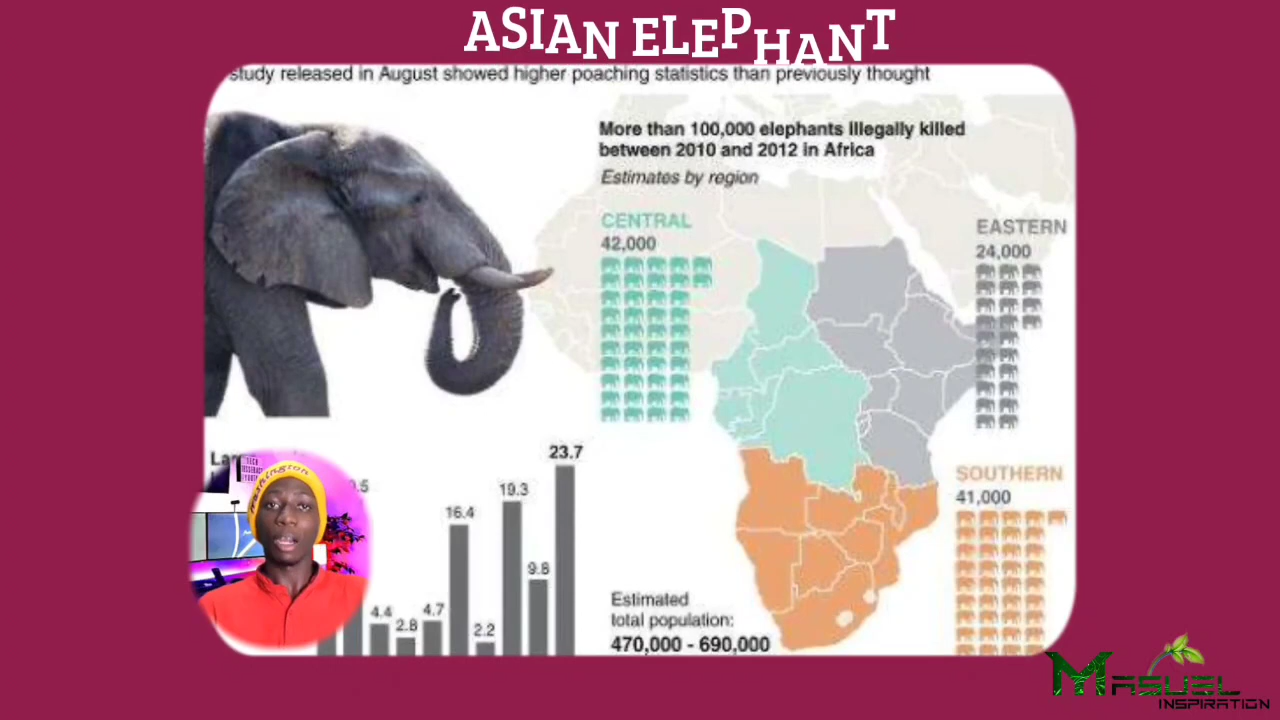 ASIAN ELEPHANT
study released in August showed higher poaching statistics than previously thought
More than 100,000 elephants illegally killed
between 2010 and 2012 in Africa
Estimates by region
CENTRAL
42,000
EASTERN
24,000
SOUTHERN
41,000
23.7
19.3
16.4
9.8
4.7
4.4
2.8
2.2
Estimated
total population:
470,000 - 690,000
Washington
MASUEL
INSPIRATION